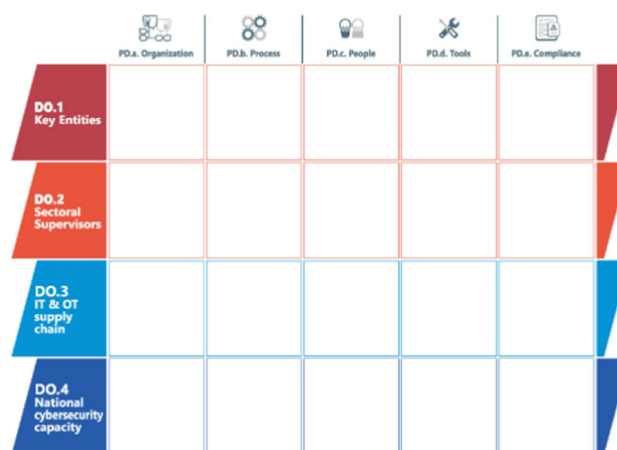 PD.a. Organization
PD.b. Process
PD.c. People
PD.d. Tools
PD.e. Compliance
DO.1
Key Entities
DO.2
Sectoral
Supervisors
DO.3
IT & OT
supply
chain
DO.4
National
cybersecurity
capacity